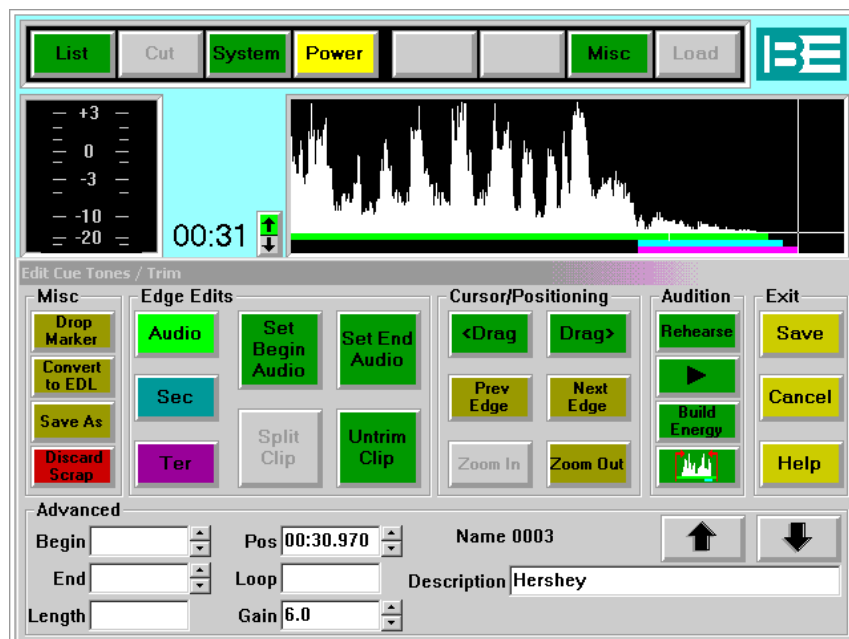 List Cut System Power Misc Load BE
+3
0
-3
-10
-20
00:31
Edit Cue Tones / Trim
Misc Edge Edits Cursor/Positioning Audition Exit
Drop Marker
Audio
Set Begin Audio
Set End Audio
<Drag
Drag>
Rehearse
Save
Convert to EDL
Sec
Prev Edge
Next Edge
Build Energy
Cancel
Save As
Discard Scrap
Ter
Split Clip
Untrim Clip
Zoom In
Zoom Out
Help
Advanced
Begin Pos 00:30.970 Name 0003
End Loop Description Hershey
Length Gain 6.0